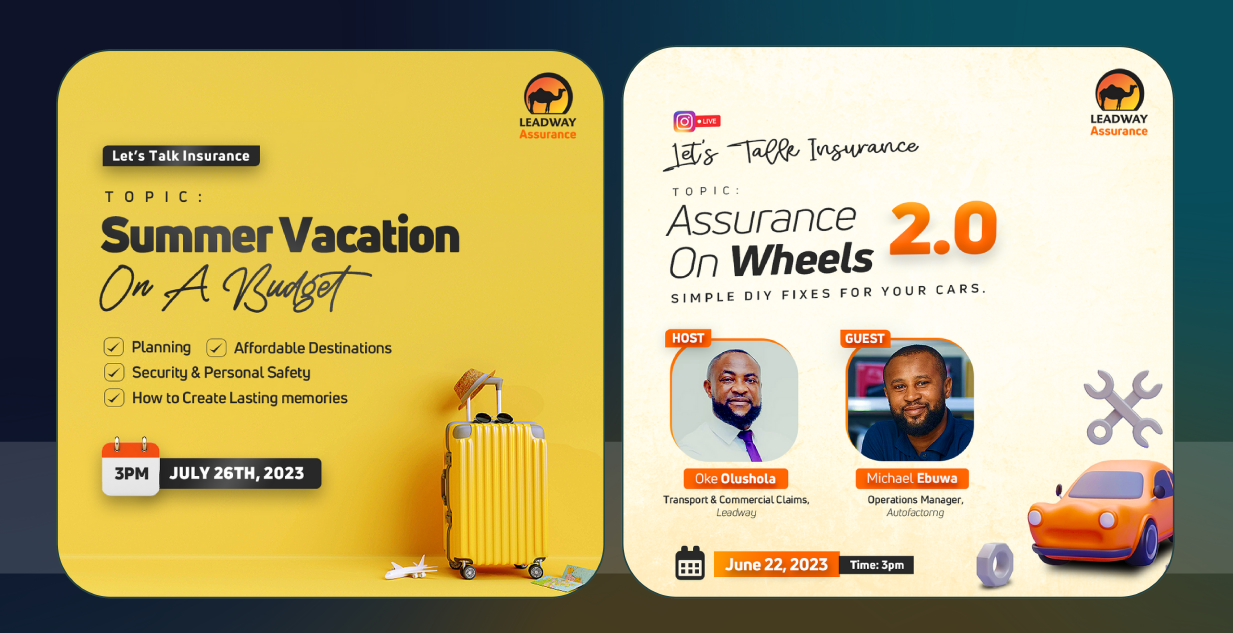 LEADWAY
Assurance
Let's Talk Insurance
TOPIC:
Summer Vacation
On A Budget
Planning
Affordable Destinations
Security & Personal Safety
How to Create Lasting memories
3PM
JULY 26TH, 2023
LEADWAY
Assurance
LIVE
Let's Talk Insurance
TOPIC:
Assurance
On Wheels 2.0
SIMPLE DIY FIXES FOR YOUR CARS.
HOST
GUEST
Oke Olushola
Transport & Commercial Claims,
Leadway
Michael Ebuwa
Operations Manager,
Autofactorng
June 22, 2023
Time: 3pm